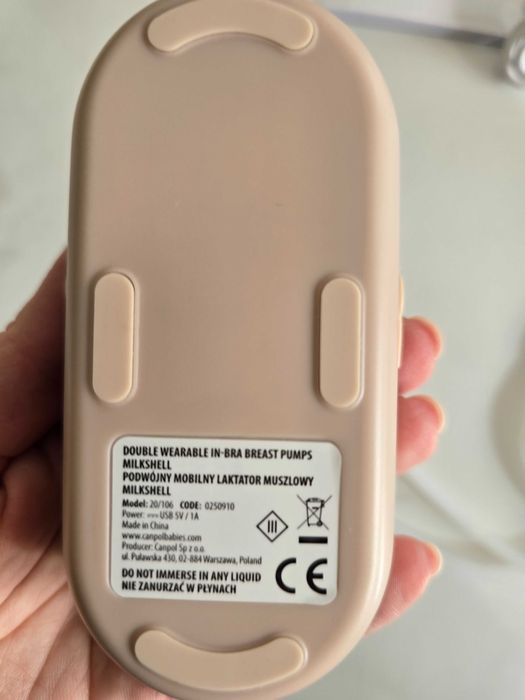 DOUBLE WEARABLE IN-BRA BREAST PUMPS
MILKSHELL
PODWÓJNY MOBILNY LAKTATOR MUSZLOWY
MILKSHELL
Model: 20/106 CODE: 0250910
Power: ⎓USB 5V / 1A
Made in China
www.canpolbabies.com
Producer: Canpol Sp z o.o.
ul. Puławska 430, 02-884 Warszawa, Poland
DO NOT IMMERSE IN ANY LIQUID
NIE ZANURZAĆ W PŁYNACH
III
CE